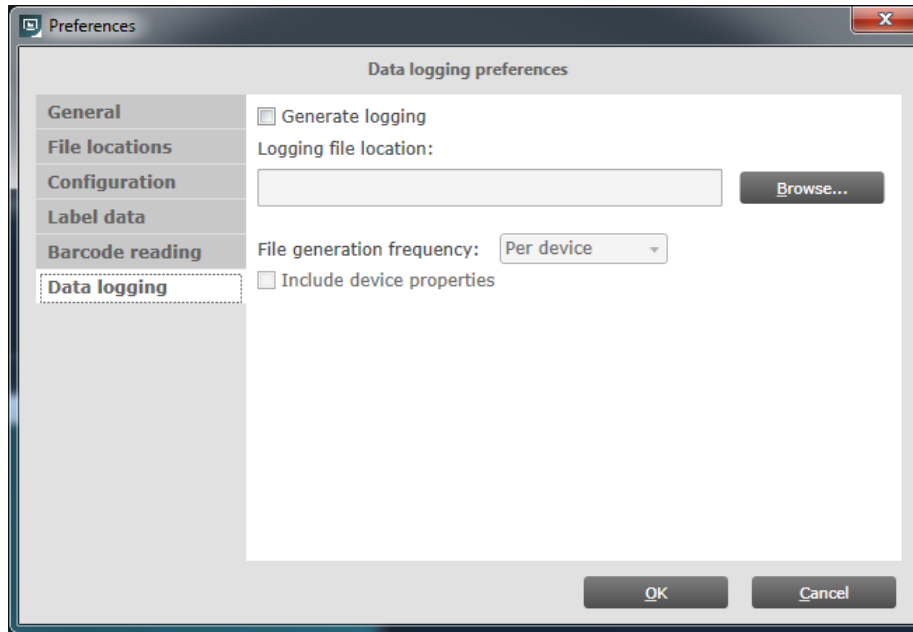 Preferences
Data logging preferences
General
File locations
Configuration
Label data
Barcode reading
Data logging
Generate logging
Logging file location:
Browse...
File generation frequency: Per device
Include device properties
OK
Cancel